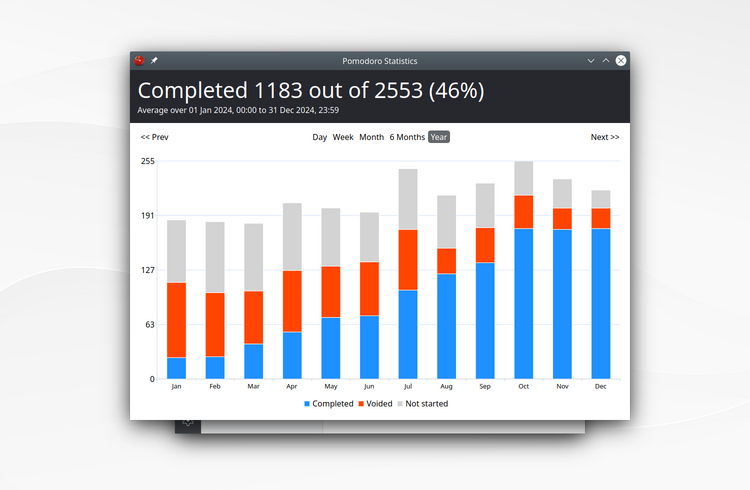 Pomodoro Statistics
Completed 1183 out of 2553 (46%)
Average over 01 Jan 2024, 00:00 to 31 Dec 2024, 23:59
<< Prev Day Week Month 6 Months Year Next >>
255
191
127
63
0
Jan Feb Mar Apr May Jun Jul Aug Sep Oct Nov Dec
Completed Voided Not started